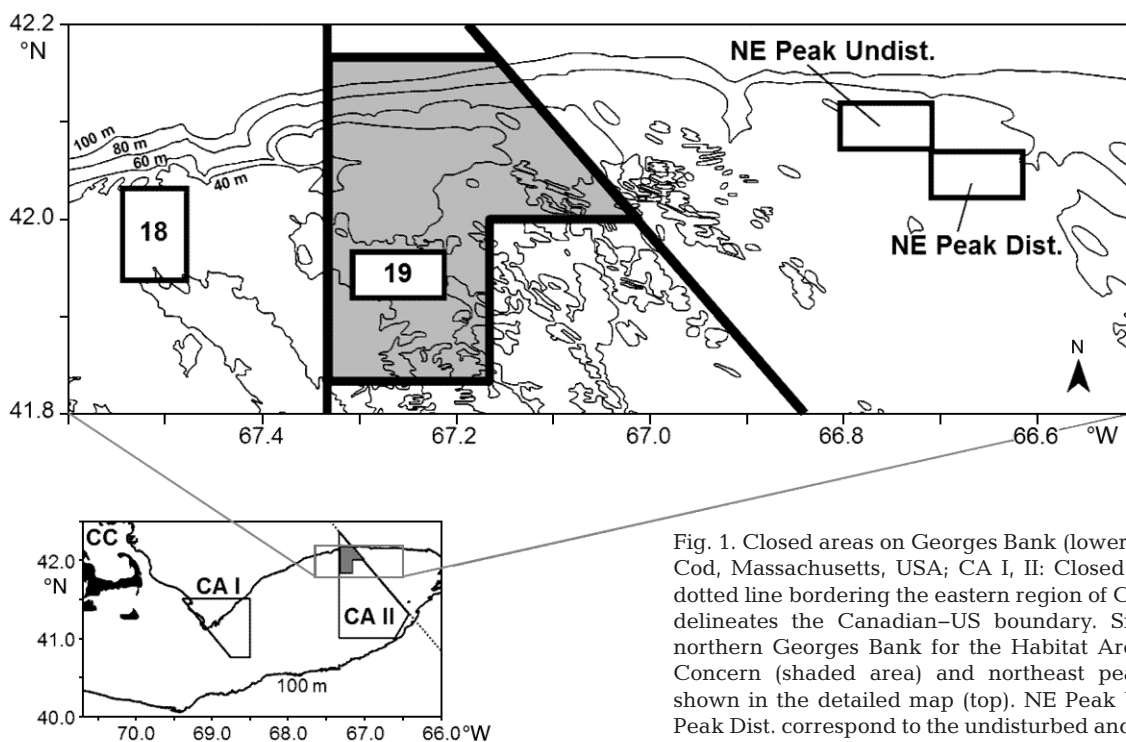 42.2
°N
42.0
41.8
100 m
80 m
60 m
40 m
18
19
NE Peak Undist.
NE Peak Dist.
N
67.4
67.2
67.0
66.8
66.6
°W
CC
CA I
CA II
100 m
42.0
°N
41.0
40.0
70.0
69.0
68.0
67.0
66.0
°W
Fig. 1. Closed areas on Georges Bank (lower
Cod, Massachusetts, USA; CA I, II: Closed
dotted line bordering the eastern region of C
delineates the Canadian–US boundary. Si
northern Georges Bank for the Habitat Are
Concern (shaded area) and northeast pea
shown in the detailed map (top). NE Peak
Peak Dist. correspond to the undisturbed and